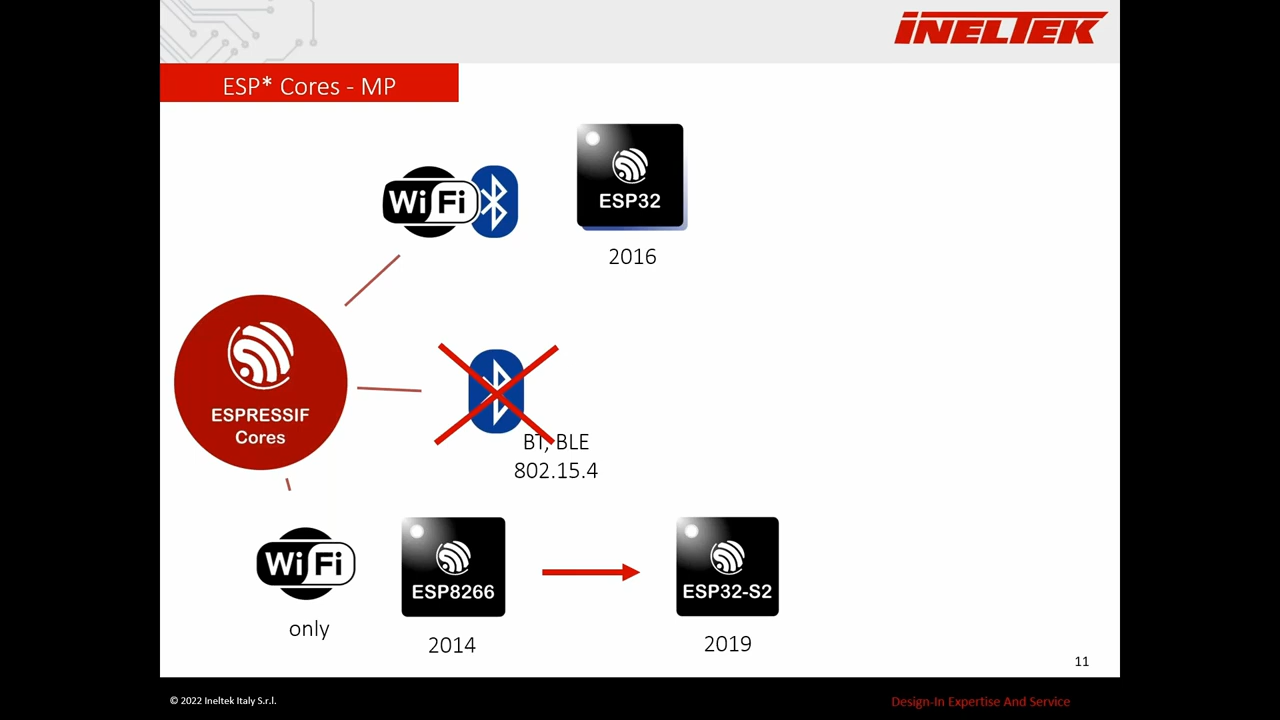 INELTEK
ESP* Cores - MP
Wi Fi
ESP32
2016
ESPRESSIF
Cores
BT, BLE
802.15.4
Wi Fi
only
ESP8266
2014
ESP32-S2
2019
11
© 2022 Ineltek Italy S.r.l.
Design-In Expertise And Service